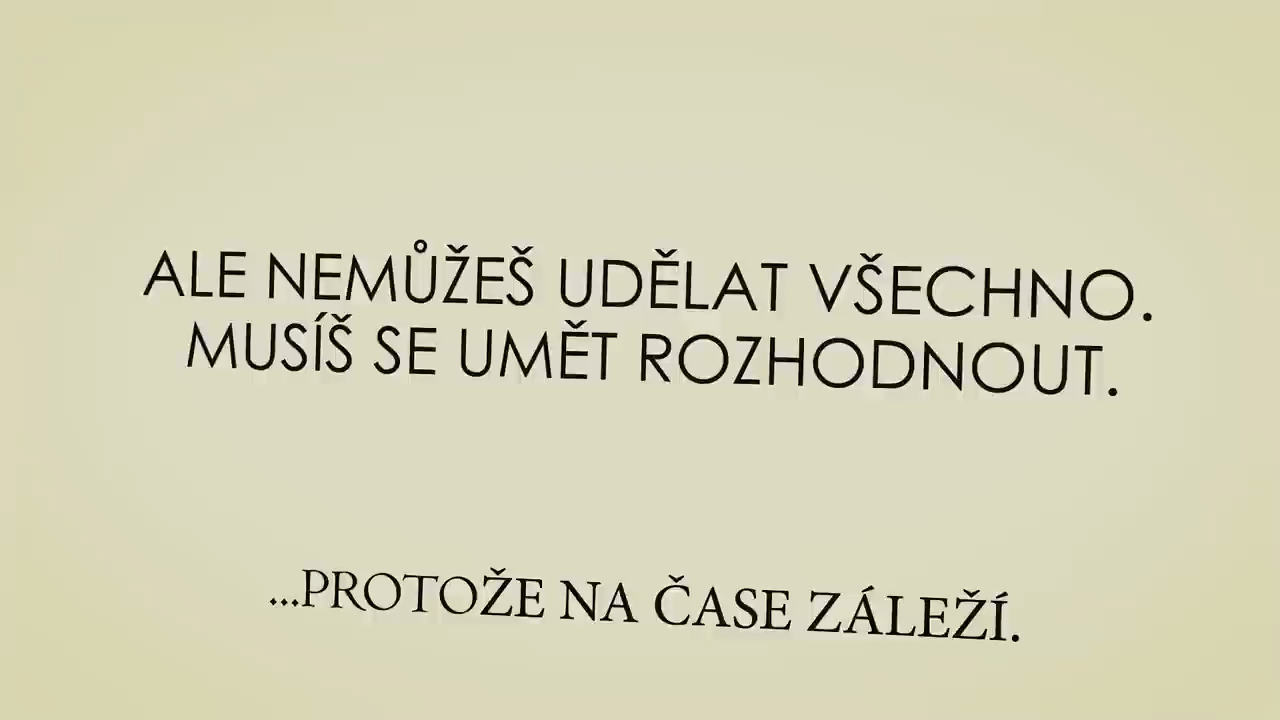 ALE NEMŮŽEŠ UDĚLAT VŠECHNO.
MUSÍŠ SE UMĚT ROZHODNOUT.
...PROTOŽE NA ČASE ZÁLEŽÍ.